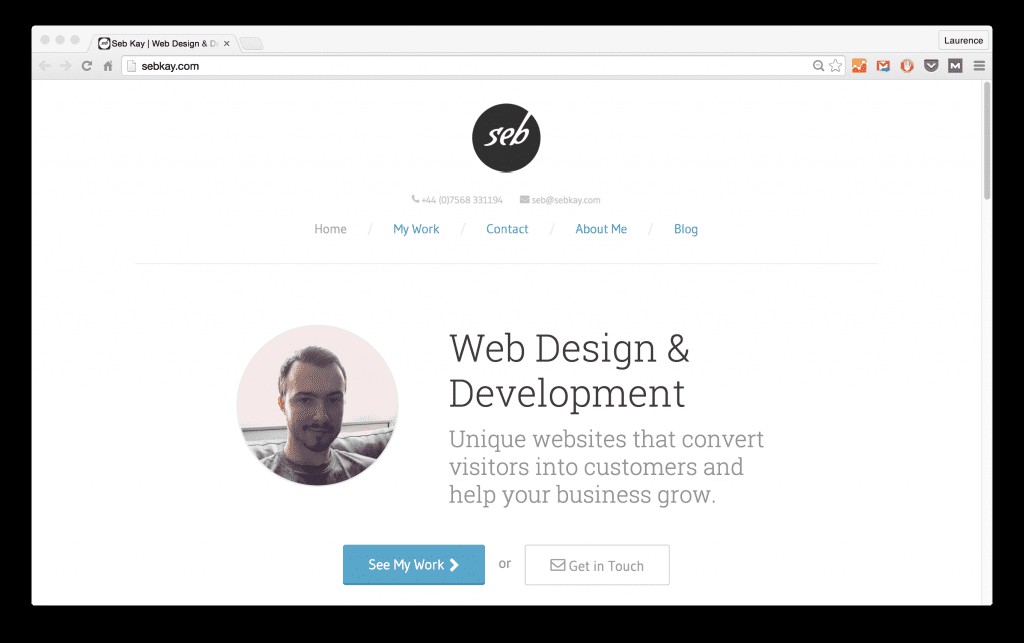 Seb Kay | Web Design & D
Laurence
sebkay.com
seb
+44 (0)7568 331194 seb@sebkay.com
Home / My Work / Contact / About Me / Blog
Web Design &
Development
Unique websites that convert
visitors into customers and
help your business grow.
See My Work or Get in Touch